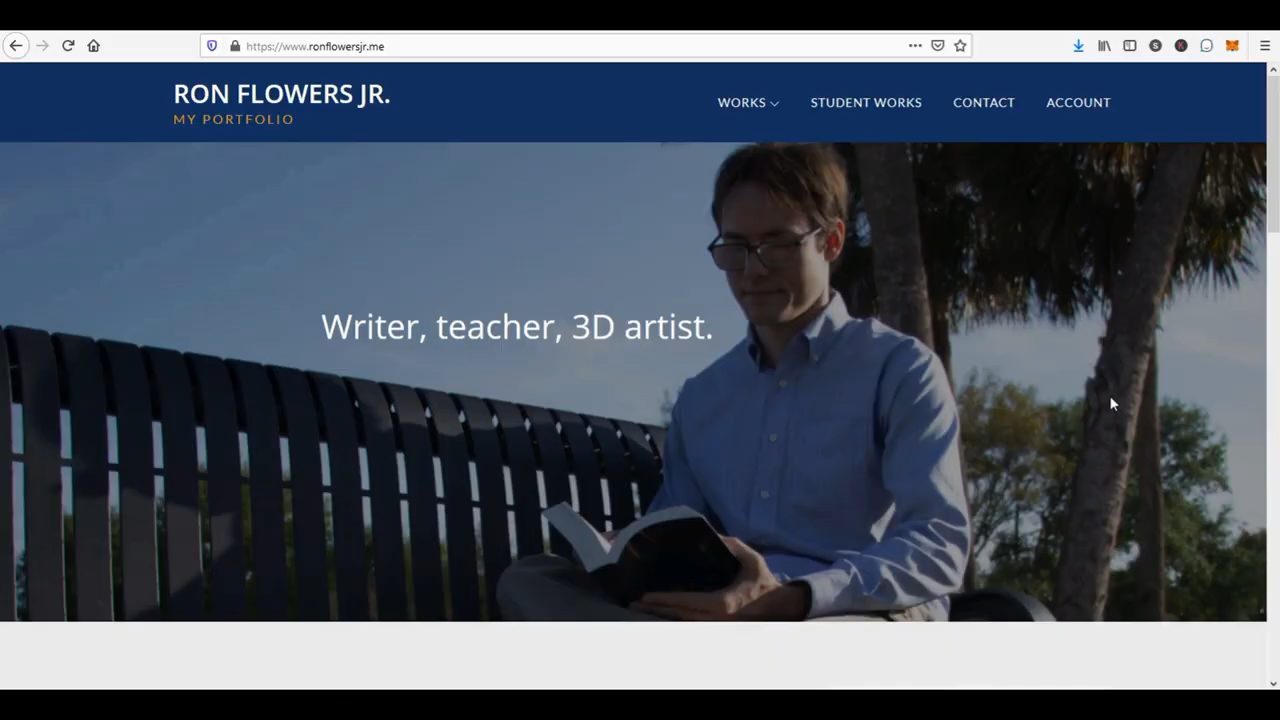 https://www.ronflowersjr.me
RON FLOWERS JR.
MY PORTFOLIO
WORKS
STUDENT WORKS
CONTACT
ACCOUNT
Writer, teacher, 3D artist.